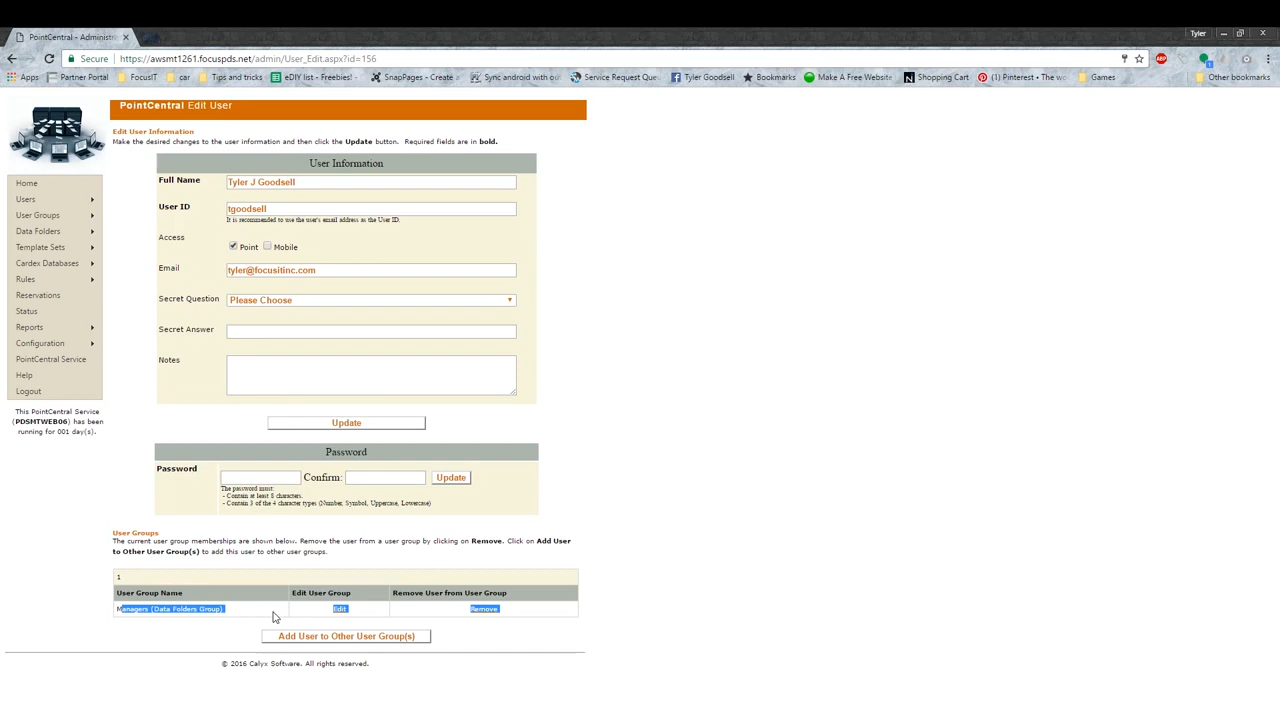 PointCentral - Administra
Tyler
Secure
https://awsmt1261.focuspds.net/admin/User_Edit.aspx?id=156
Apps
Partner Portal
FocusIT
car
Tips and tricks
eDIY list - Freebies! -
SnapPages - Create a
Sync android with ou
Service Request Que
Tyler Goodsell
Bookmarks
Make A Free Website
Shopping Cart
(1) Pinterest • The wo
Games
Other bookmarks
PointCentral Edit User
Edit User Information
Make the desired changes to the user information and then click the Update button. Required fields are in bold.
Home
Users
User Groups
Data Folders
Template Sets
Cardex Databases
Rules
Reservations
Status
Reports
Configuration
PointCentral Service
Help
Logout
This PointCentral Service
(PDSMTWEB06) has been
running for 001 day(s).
User Information
Full Name
Tyler J Goodsell
User ID
tgoodsell
It is recommended to use the user's email address as the User ID.
Access
Point
Mobile
Email
tyler@focusitinc.com
Secret Question
Please Choose
Secret Answer
Notes
Update
Password
Password
Confirm:
Update
The password must:
- Contain at least 8 characters.
- Contain 3 of the 4 character types (Number, Symbol, Uppercase, Lowercase)
User Groups
The current user group memberships are shown below. Remove the user from a user group by clicking on Remove. Click on Add User
to Other User Group(s) to add this user to other user groups.
1
User Group Name
Edit User Group
Remove User from User Group
Managers (Data Folders Group)
Edit
Remove
Add User to Other User Group(s)
© 2016 Calyx Software. All rights reserved.